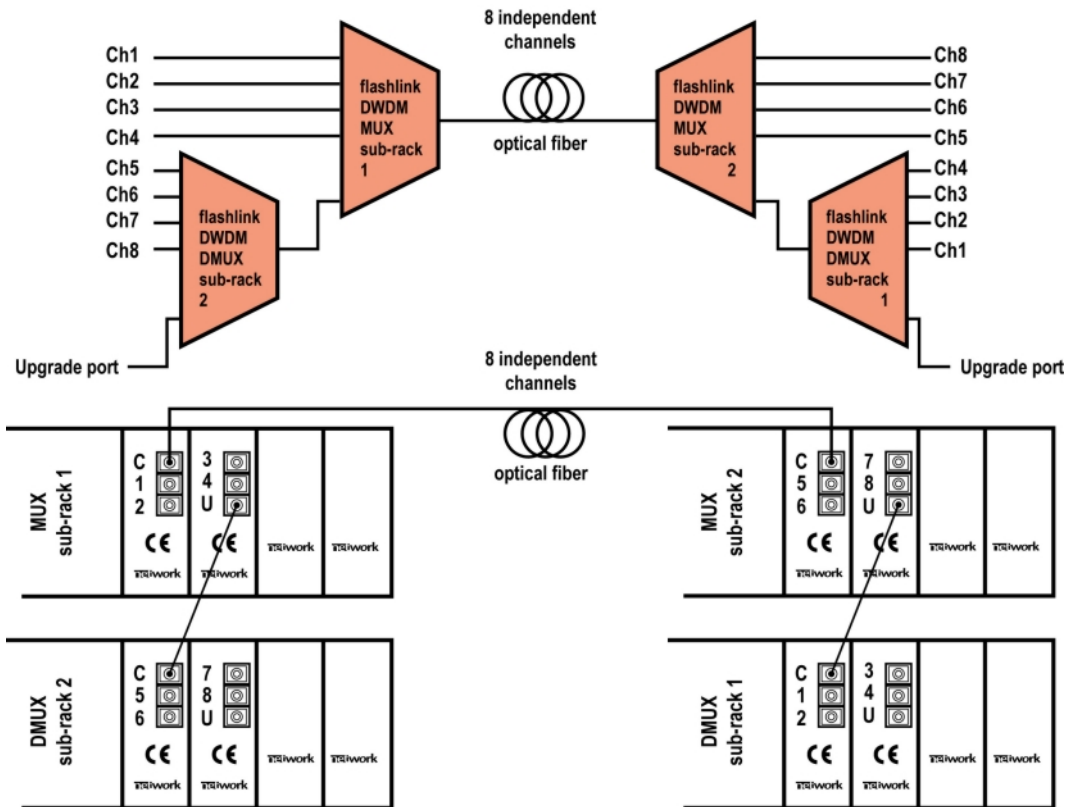 8 independent
channels
optical fiber
Ch1
Ch2
Ch3
Ch4
Ch5
Ch6
Ch7
Ch8
flashlink
DWDM
MUX
sub-rack
1
flashlink
DWDM
DMUX
sub-rack
2
Upgrade port
flashlink
DWDM
MUX
sub-rack
2
flashlink
DWDM
DMUX
sub-rack
1
Ch8
Ch7
Ch6
Ch5
Ch4
Ch3
Ch2
Ch1
Upgrade port
8 independent
channels
optical fiber
MUX
sub-rack 1
C
1
2
3
4
U
CE
CE
MUX
sub-rack 2
C
5
6
7
8
U
CE
CE
DMUX
sub-rack 2
C
5
6
7
8
U
CE
CE
DMUX
sub-rack 1
C
1
2
3
4
U
CE
CE